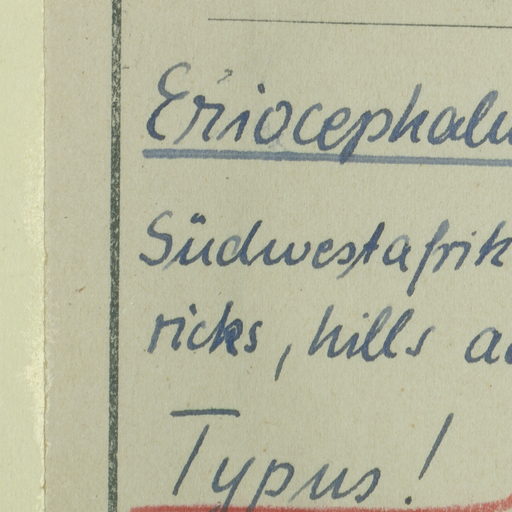 Eriocephalu
Südwestafrik
ricks, hills a
Typus!